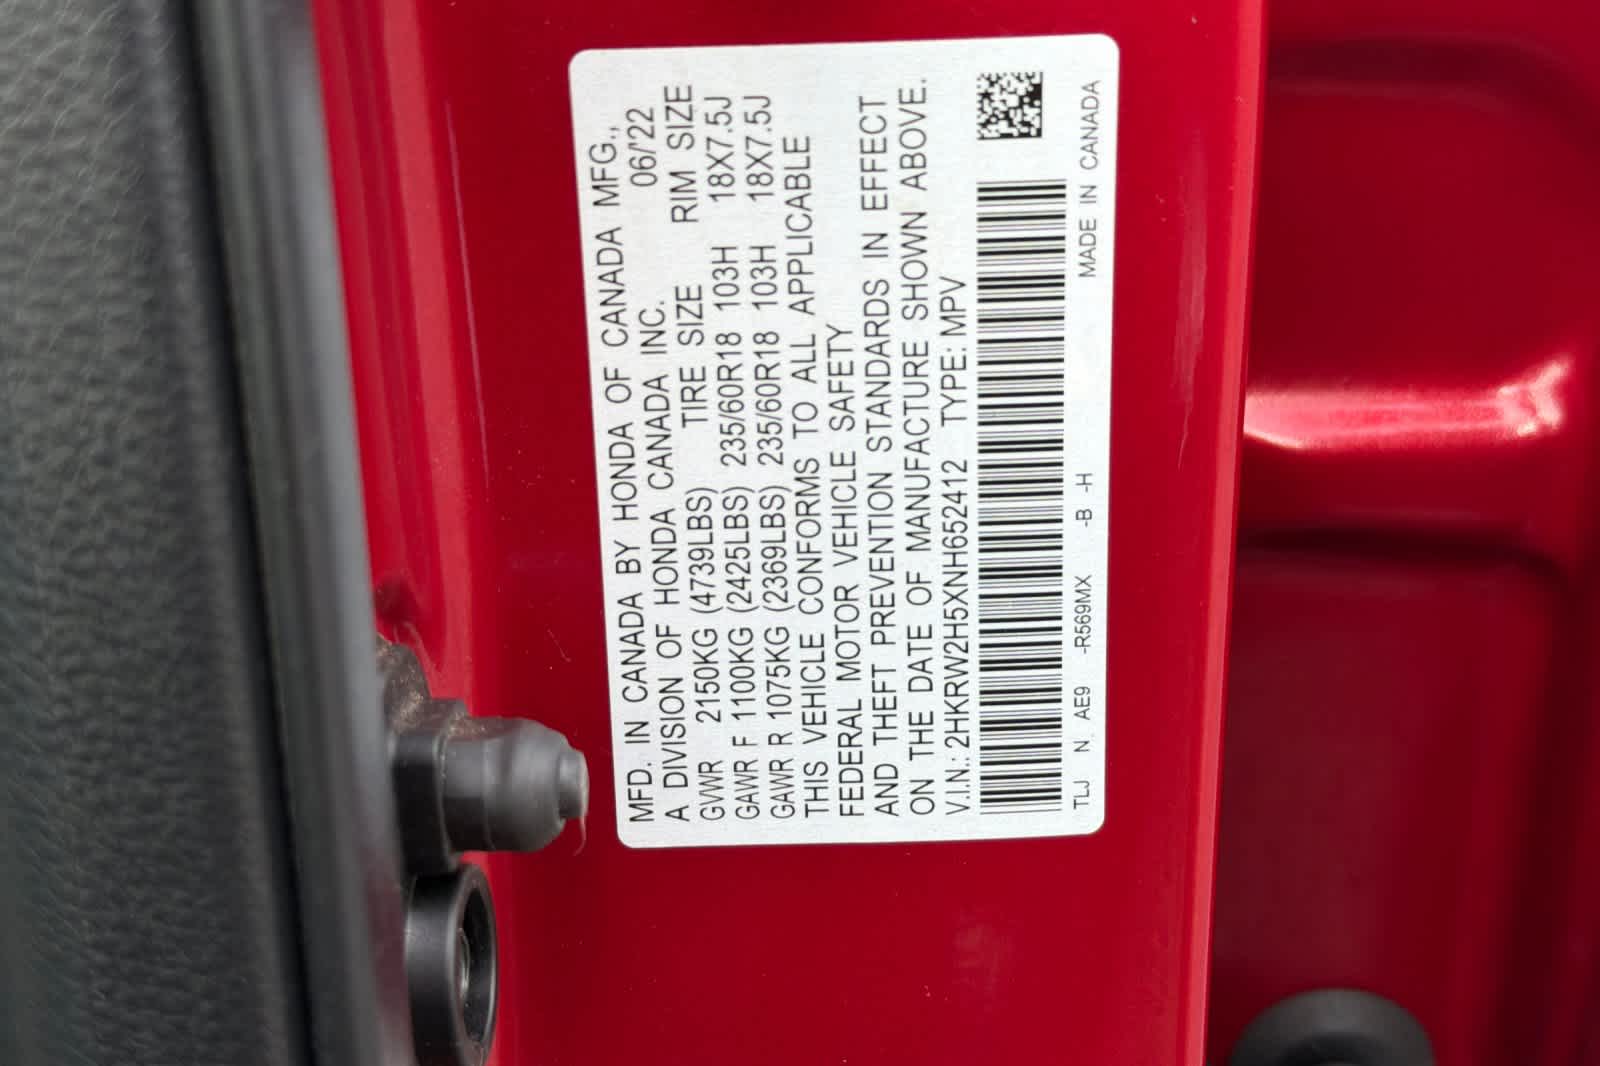 MFD. IN CANADA BY HONDA OF CANADA MFG.,
A DIVISION OF HONDA CANADA INC. 06/'22
GVWR 2150KG (4739LBS) TIRE SIZE RIM SIZE
GAWR F 1100KG (2425LBS) 235/60R18 103H 18X7.5J
GAWR R 1075KG (2369LBS) 235/60R18 103H 18X7.5J
THIS VEHICLE CONFORMS TO ALL APPLICABLE
FEDERAL MOTOR VEHICLE SAFETY
AND THEFT PREVENTION STANDARDS IN EFFECT
ON THE DATE OF MANUFACTURE SHOWN ABOVE.
V.I.N.: 2HKRW2H5XNH652412 TYPE: MPV
TLJ N AE9 -R569MX -B -H MADE IN CANADA